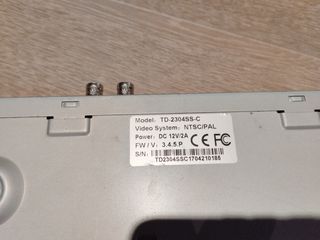 Model: TD-2304SS-C
Video System: NTSC/PAL
Power: DC 12V/2A
FW / V: 3.4.5.P CE FC
S/N:
TD2304SSC1704210185